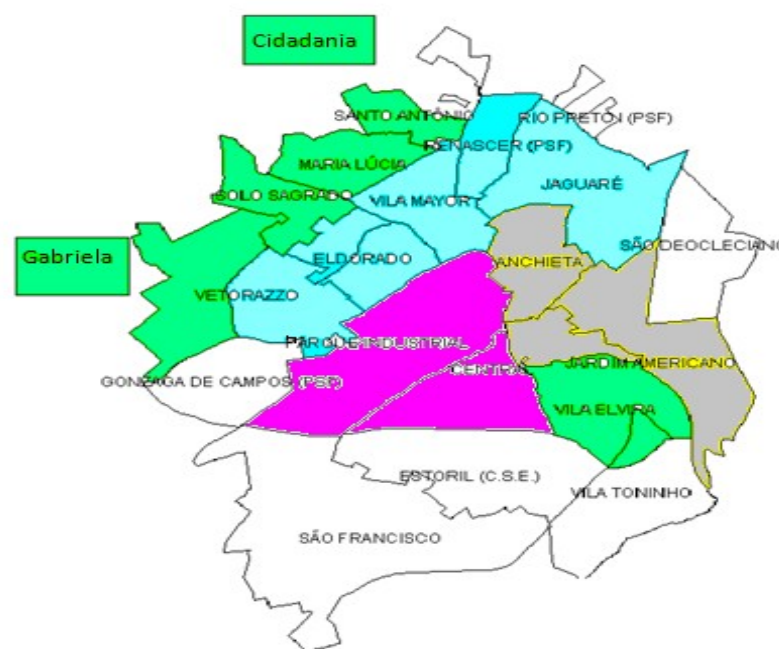 Cidadania
SANTO ANTÔNIO
RIO PRETO I (PSF)
RENASCER (PSF)
MARIA LÚCIA
JAGUARÉ
SOLO SAGRADO
VILA MAYOR
SÃO DEOCLECIANO
Gabriela
ELDORADO
ANCHIETA
VETORAZZO
PARQUE INDUSTRIAL
CENTRO
JARDIM AMERICANO
GONZAGA DE CAMPOS (PSF)
VILA ELVIRA
ESTORIL (C.S.E.)
VILA TONINHO
SÃO FRANCISCO